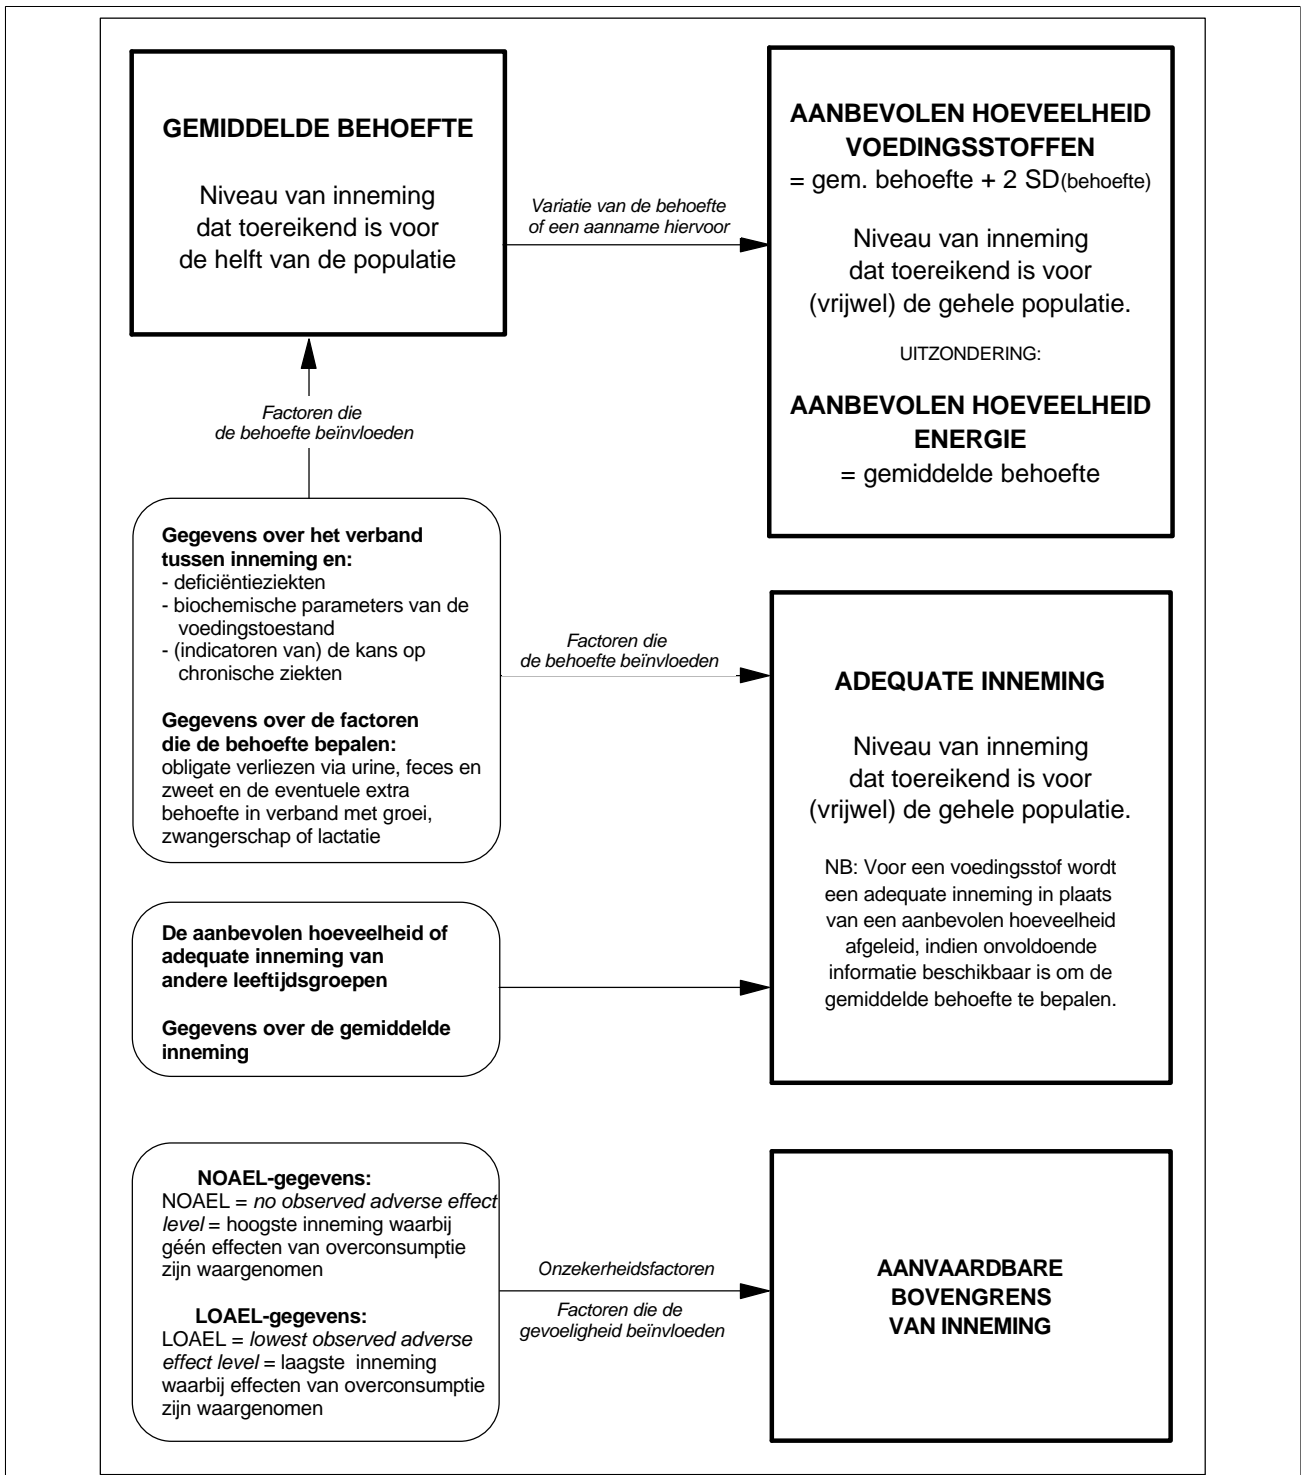 GEMIDDELDE BEHOEFTE
Niveau van inneming
dat toereikend is voor
de helft van de populatie
Variatie van de behoefte
of een aanname hiervoor
AANBEVOLEN HOEVEELHEID
VOEDINGSSTOFFEN
= gem. behoefte + 2 SD(behoefte)
Niveau van inneming
dat toereikend is voor
(vrijwel) de gehele populatie.
UITZONDERING:
AANBEVOLEN HOEVEELHEID
ENERGIE
= gemiddelde behoefte
Factoren die
de behoefte beïnvloeden
Gegevens over het verband
tussen inneming en:
- deficiëntieziekten
- biochemische parameters van de
voedingstoestand
- (indicatoren van) de kans op
chronische ziekten
Gegevens over de factoren
die de behoefte bepalen:
obligate verliezen via urine, feces en
zweet en de eventuele extra
behoefte in verband met groei,
zwangerschap of lactatie
Factoren die
de behoefte beïnvloeden
ADEQUATE INNEMING
Niveau van inneming
dat toereikend is voor
(vrijwel) de gehele populatie.
NB: Voor een voedingsstof wordt
een adequate inneming in plaats
van een aanbevolen hoeveelheid
afgeleid, indien onvoldoende
informatie beschikbaar is om de
gemiddelde behoefte te bepalen.
De aanbevolen hoeveelheid of
adequate inneming van
andere leeftijdsgroepen
Gegevens over de gemiddelde
inneming
NOAEL-gegevens:
NOAEL = no observed adverse effect
level = hoogste inneming waarbij
géén effecten van overconsumptie
zijn waargenomen
LOAEL-gegevens:
LOAEL = lowest observed adverse
effect level = laagste inneming
waarbij effecten van overconsumptie
zijn waargenomen
Onzekerheidsfactoren
Factoren die de
gevoeligheid beïnvloeden
AANVAARDBARE
BOVENGRENS
VAN INNEMING